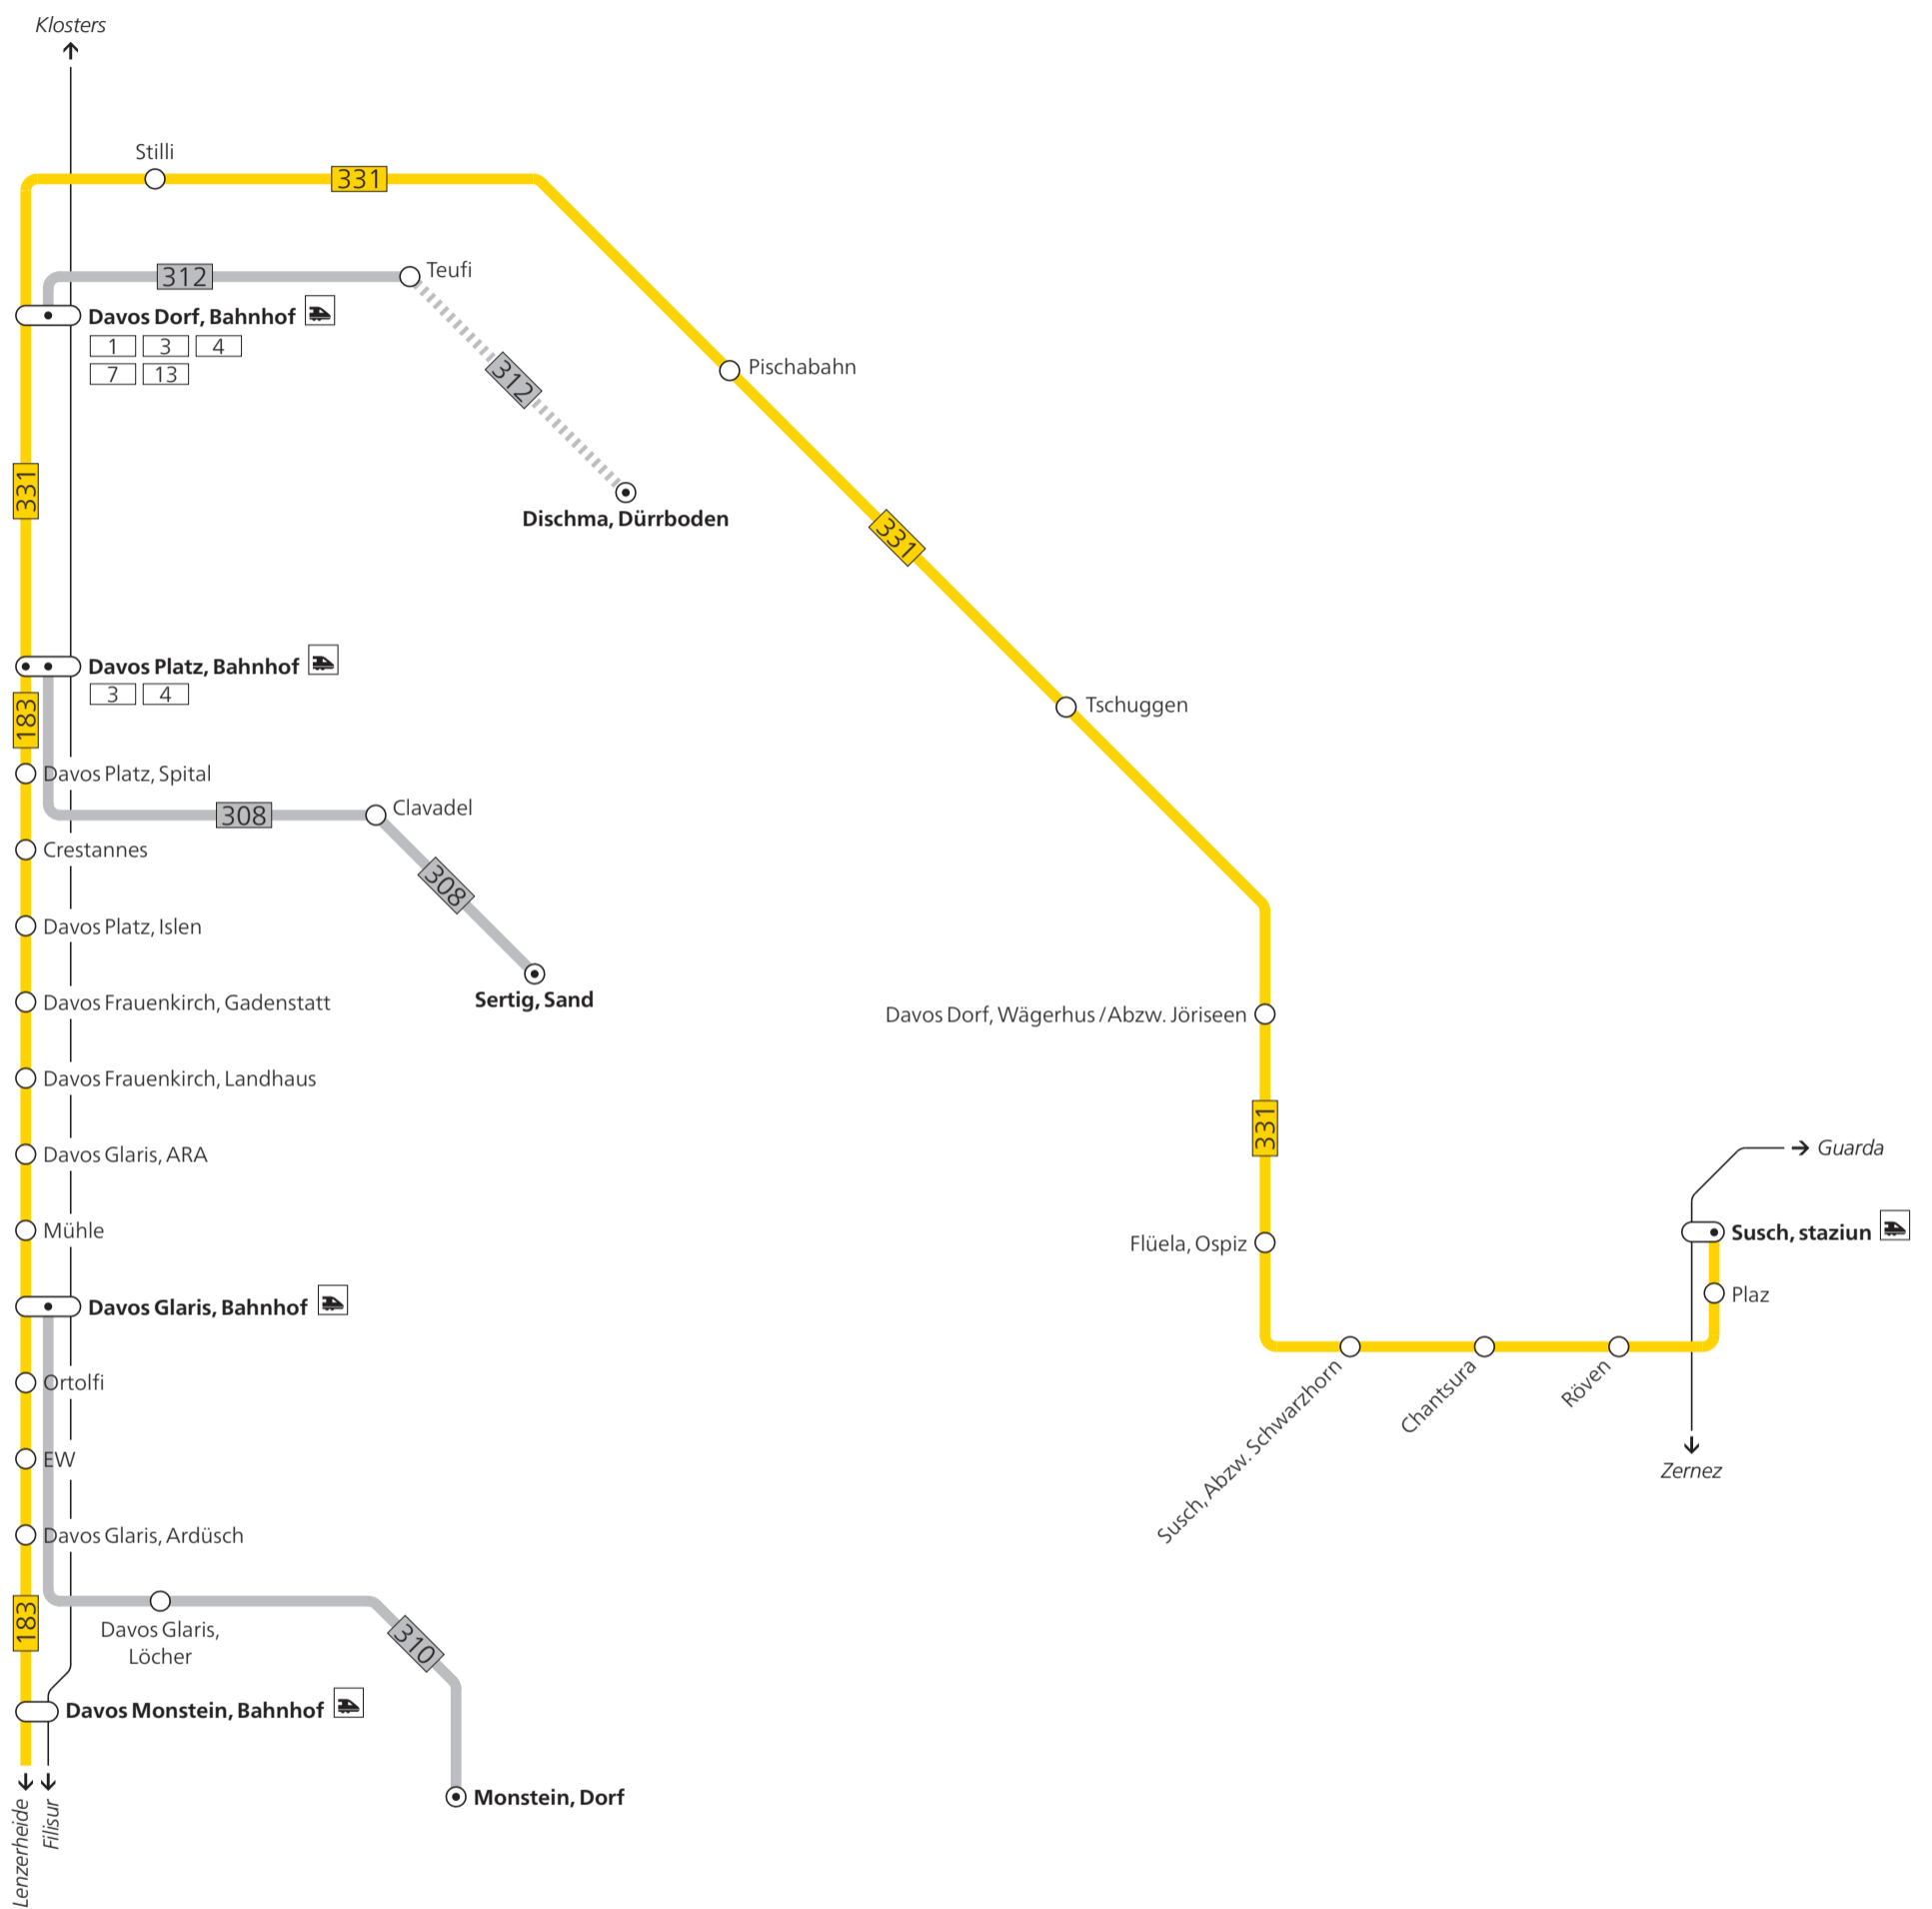 Klosters
Stilli
331
312
Teufi
Davos Dorf, Bahnhof
1 3 4
7 13
Pischabahn
312
331
Dischma, Dürrboden
331
Davos Platz, Bahnhof
3 4
183
Tschuggen
Davos Platz, Spital
308
Clavadel
Crestannes
308
Davos Platz, Islen
Sertig, Sand
Davos Frauenkirch, Gadenstatt
Davos Dorf, Wägerhus / Abzw. Jöriseen
Davos Frauenkirch, Landhaus
331
Davos Glaris, ARA
Guarda
Mühle
Flüela, Ospiz
Susch, staziun
Davos Glaris, Bahnhof
Plaz
Ortolfi
Susch, Abzw. Schwarzhorn
Chantsura
Röven
EW
Zernez
Davos Glaris, Ardüsch
183
Davos Glaris,
Löcher
310
Davos Monstein, Bahnhof
Monstein, Dorf
Lenzerheide
Filisur